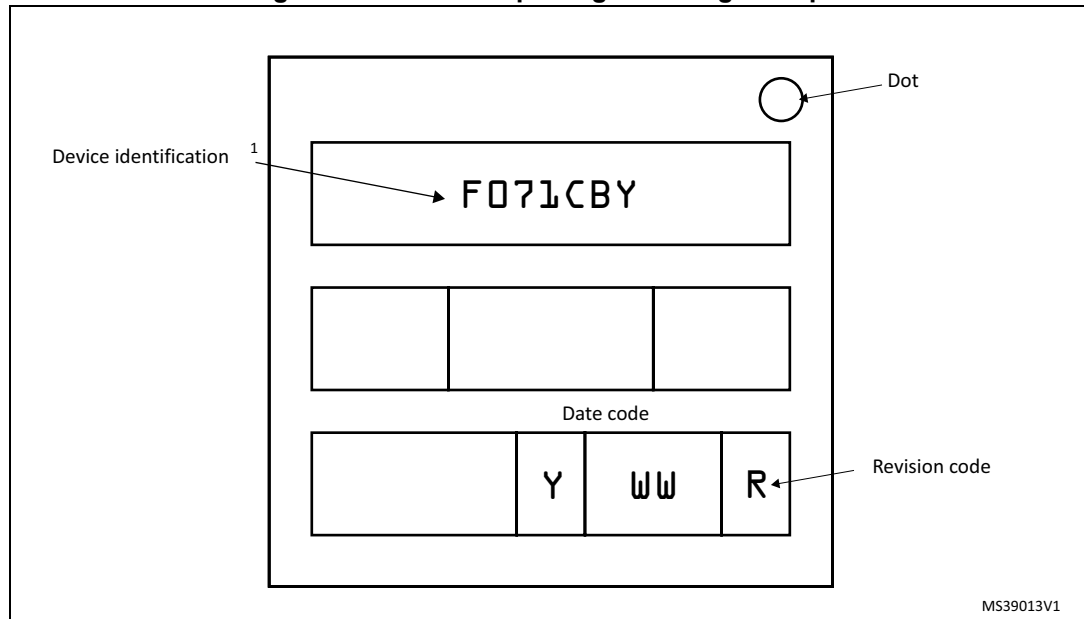 Dot
Device identification 1
F071CBY
Date code
Y WW R
Revision code
MS39013V1